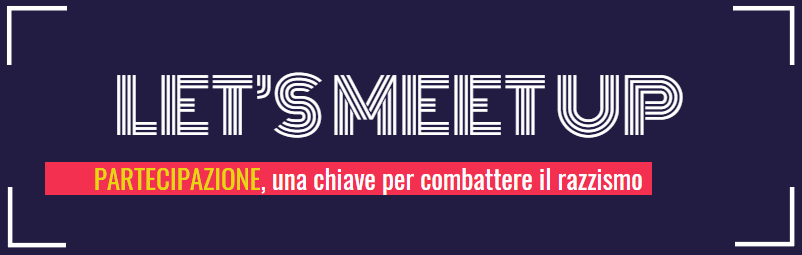 LET'S MEET UP
PARTECIPAZIONE, una chiave per combattere il razzismo